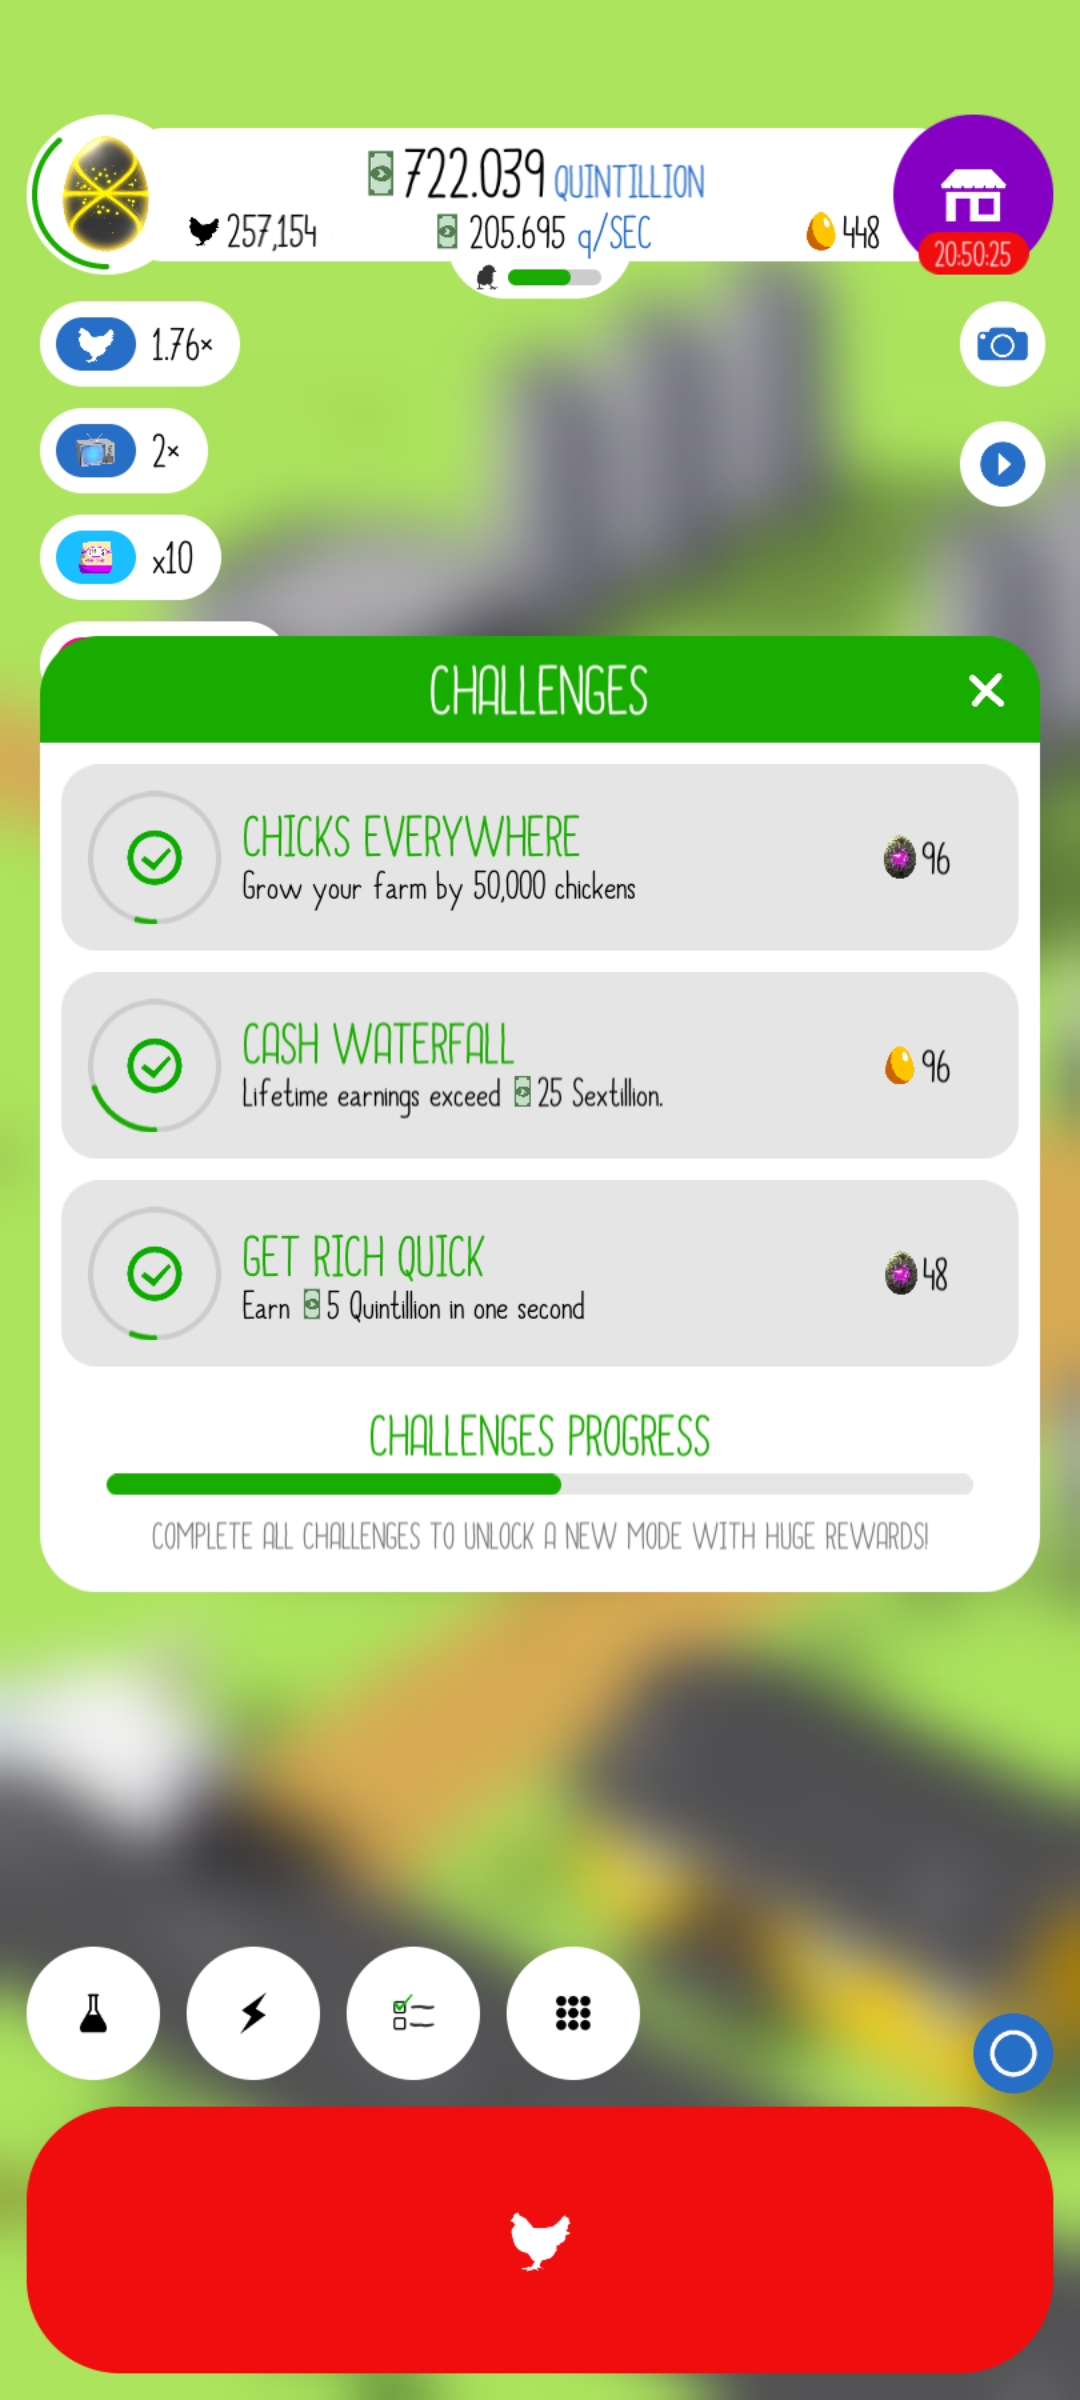 722.039 QUINTILLION
257,154
205.695 q/SEC
448
20:50:25
1.76×
2×
x10
CHALLENGES
CHICKS EVERYWHERE
Grow your farm by 50,000 chickens
96
CASH WATERFALL
Lifetime earnings exceed 25 Sextillion.
96
GET RICH QUICK
Earn 5 Quintillion in one second
48
CHALLENGES PROGRESS
COMPLETE ALL CHALLENGES TO UNLOCK A NEW MODE WITH HUGE REWARDS!